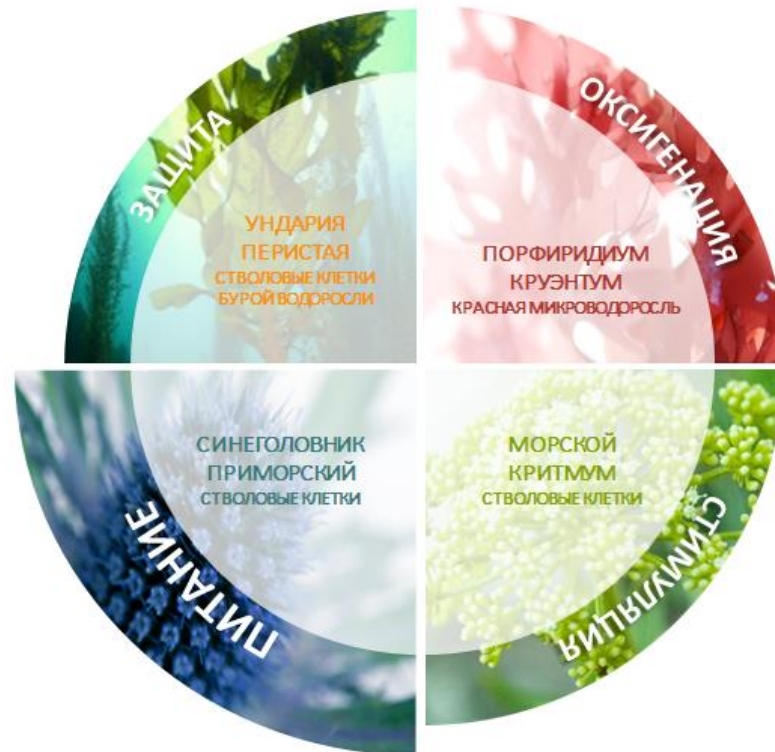 ЗАЩИТА
УНДАРИЯ
ПЕРИСТАЯ
СТВОЛОВЫЕ КЛЕТКИ
БУРОЙ ВОДОРОСЛИ
ОКСИГЕНАЦИЯ
ПОРФИРИДИУМ
КРУЭНТУМ
КРАСНАЯ МИКРОВОДОРОСЛЬ
СИНЕГОЛОВНИК
ПРИМОРСКИЙ
СТВОЛОВЫЕ КЛЕТКИ
ПИТАНИЕ
МОРСКОЙ
КРИТМУМ
СТВОЛОВЫЕ КЛЕТКИ
СТИМУЛЯЦИЯ